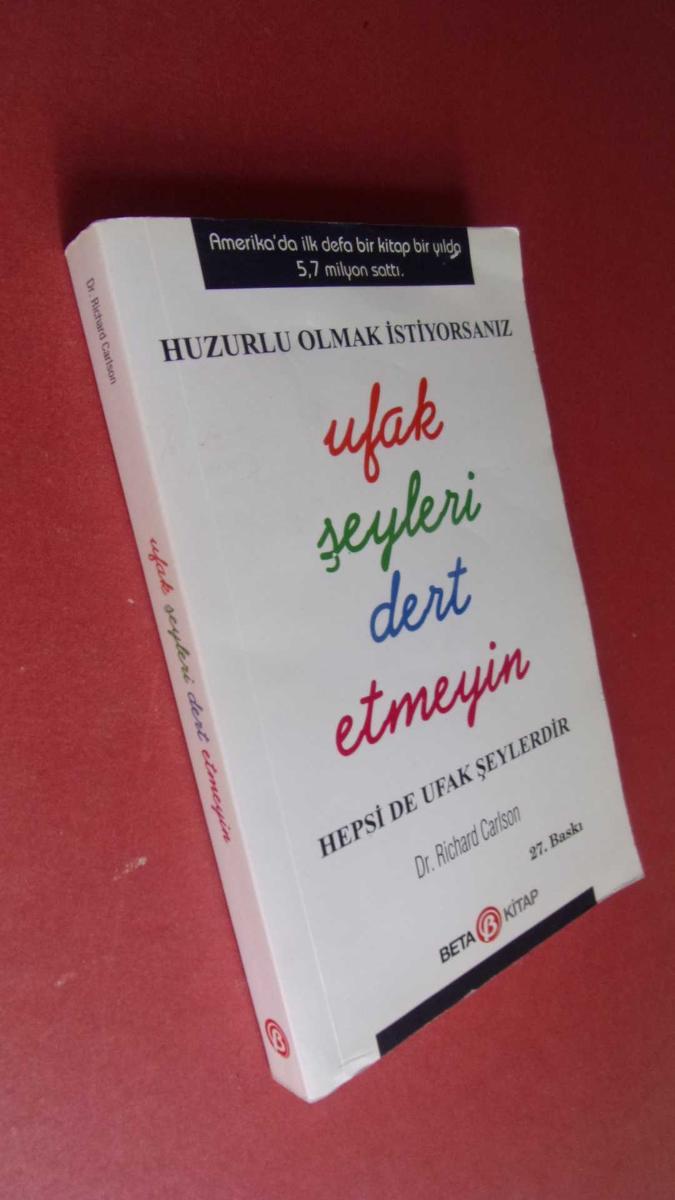 Amerika'da ilk defa bir kitap bir yılda
5,7 milyon sattı.
HUZURLU OLMAK İSTİYORSANIZ
ufak
şeyleri
dert
etmeyin
HEPSİ DE UFAK ŞEYLERDİR
Dr. Richard Carlson
27. Baskı
BETA B KİTAP
Dr. Richard Carlson
ufak şeyleri dert etmeyin
B